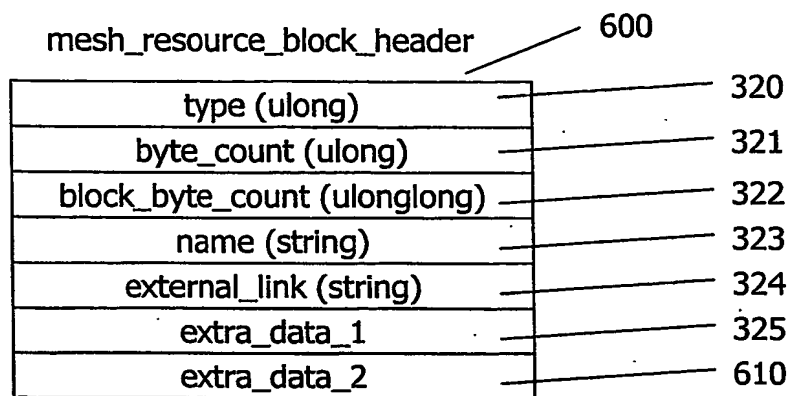 mesh_resource_block_header 600
type (ulong) 320
byte_count (ulong) 321
block_byte_count (ulonglong) 322
name (string) 323
external_link (string) 324
extra_data_1 325
extra_data_2 610